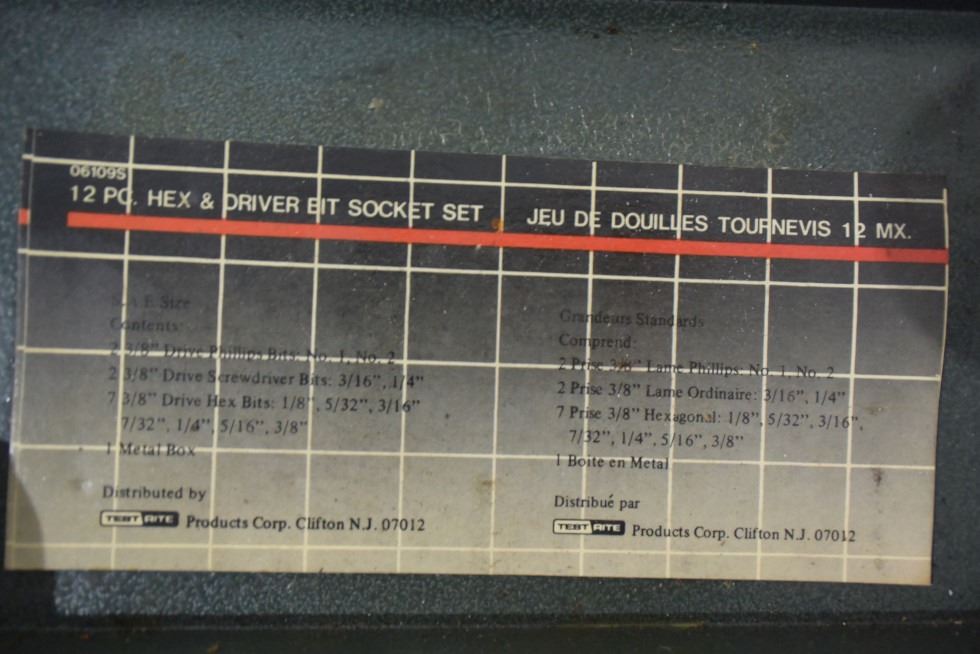 06109S
12 PC. HEX & DRIVER BIT SOCKET SET
S.A.E. Size
Contents:
2 3/8" Drive Phillips Bits: No. 1, No. 2
2 3/8" Drive Screwdriver Bits: 3/16", 1/4"
7 3/8" Drive Hex Bits: 1/8", 5/32", 3/16"
7/32", 1/4", 5/16", 3/8"
1 Metal Box
Distributed by
TEST RITE Products Corp. Clifton N.J. 07012
JEU DE DOUILLES TOURNEVIS 12 MX.
Grandeurs Standards
Comprend:
2 Prise 3/8" Lame Phillips: No. 1, No. 2
2 Prise 3/8" Lame Ordinaire: 3/16", 1/4"
7 Prise 3/8" Hexagonal: 1/8", 5/32", 3/16",
7/32", 1/4", 5/16", 3/8"
1 Boite en Metal
Distribué par
TEST RITE Products Corp. Clifton N.J. 07012